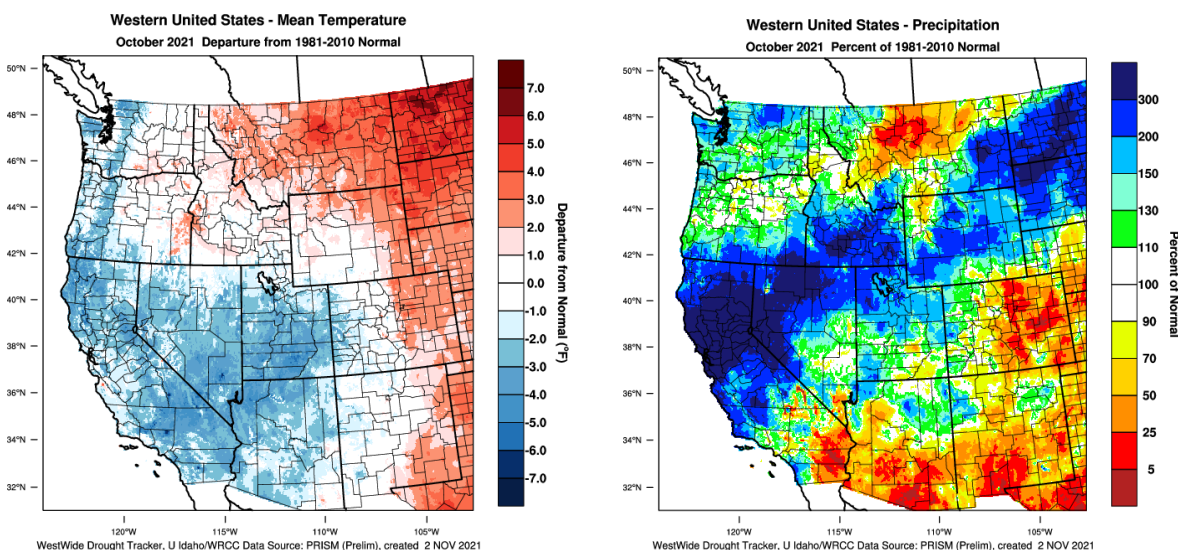 Western United States - Mean Temperature
October 2021 Departure from 1981-2010 Normal
50°N
48°N
46°N
44°N
42°N
40°N
38°N
36°N
34°N
32°N
120°W
115°W
110°W
105°W
7.0
6.0
5.0
4.0
3.0
2.0
1.0
0.0
-1.0
-2.0
-3.0
-4.0
-5.0
-6.0
-7.0
Departure from Normal (°F)
WestWide Drought Tracker, U Idaho/WRCC Data Source: PRISM (Prelim), created 2 NOV 2021
Western United States - Precipitation
October 2021 Percent of 1981-2010 Normal
50°N
48°N
46°N
44°N
42°N
40°N
38°N
36°N
34°N
32°N
120°W
115°W
110°W
105°W
300
200
150
130
110
100
90
70
50
25
5
Percent of Normal
WestWide Drought Tracker, U Idaho/WRCC Data Source: PRISM (Prelim), created 2 NOV 2021